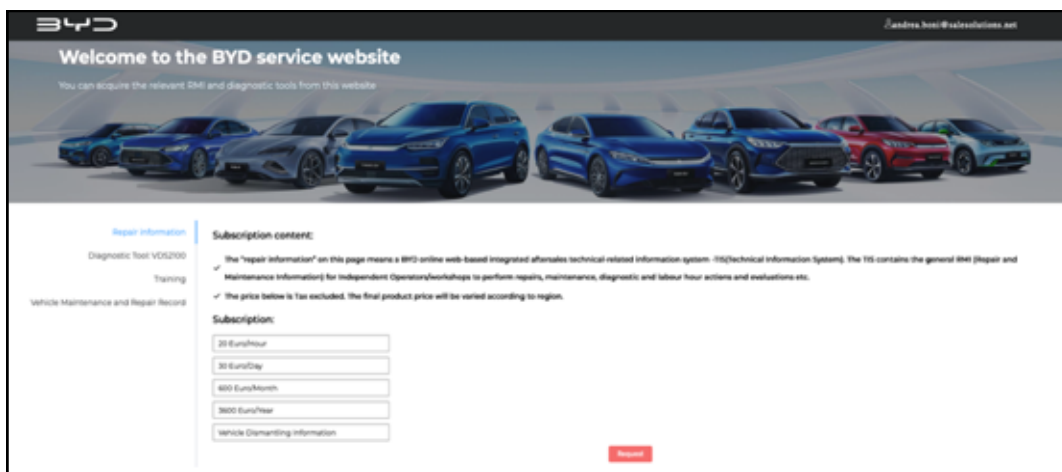 BYD
andrea.boni@salesolutions.net
Welcome to the BYD service website
You can acquire the relevant RMI and diagnostic tools from this website
Repair information
Diagnostic Tool: VDS2100
Training
Vehicle Maintenance and Repair Record
Subscription content:
The "repair information" on this page means a BYD online web-based integrated aftersales technical-related information system -TIS(Technical Information System). The TIS contains the general RMI (Repair and
Maintenance Information) for Independent Operators/workshops to perform repairs, maintenance, diagnostic and labour hour actions and evaluations etc.
The price below is Tax excluded. The final product price will be varied according to region.
Subscription:
20 Euro/Hour
30 Euro/Day
600 Euro/Month
3600 Euro/Year
Vehicle Dismantling Information
Request